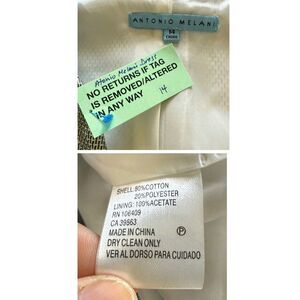 ANTONIO MELANI
14
Atonio Melani Dress
NO RETURNS IF TAG
IS REMOVED/ALTERED
IN ANY WAY
14
SHELL: 80%COTTON
20%POLYESTER
LINING: 100%ACETATE
RN 106409
CA 39863
MADE IN CHINA
P
DRY CLEAN ONLY
VER AL DORSO PARA CUIDADO